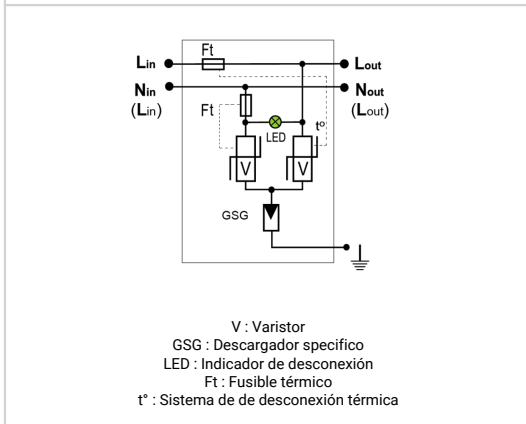 Ft
Lin Lout
Nin Nout
(Lin) Ft (Lout)
LED t°
V V
GSG
V : Varistor
GSG : Descargador specifico
LED : Indicador de desconexión
Ft : Fusible térmico
t° : Sistema de de desconexión térmica